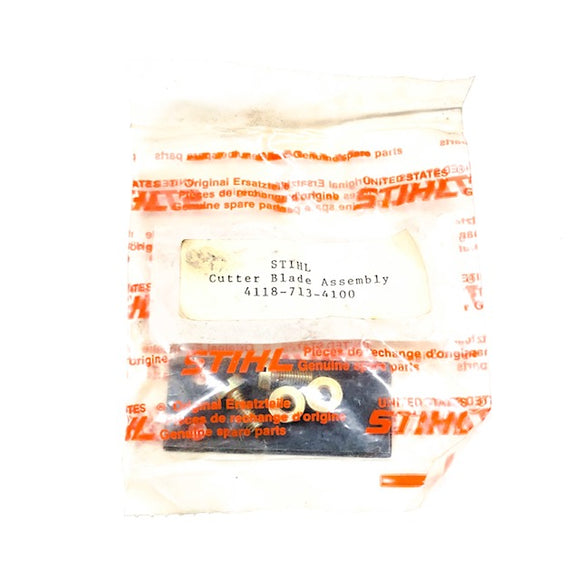 Genuine spare parts
UNITED STATES
Original Ersatzteile
STIHL
Pièces de rechange d'origine
Genuine spare parts
STIHL
Cutter Blade Assembly
4118-713-4100
STIHL
Pièces de rechange d'origine
Genuine spare parts
Original Ersatzteile
Pièces de rechange d'origine
Genuine spare parts
STIHL